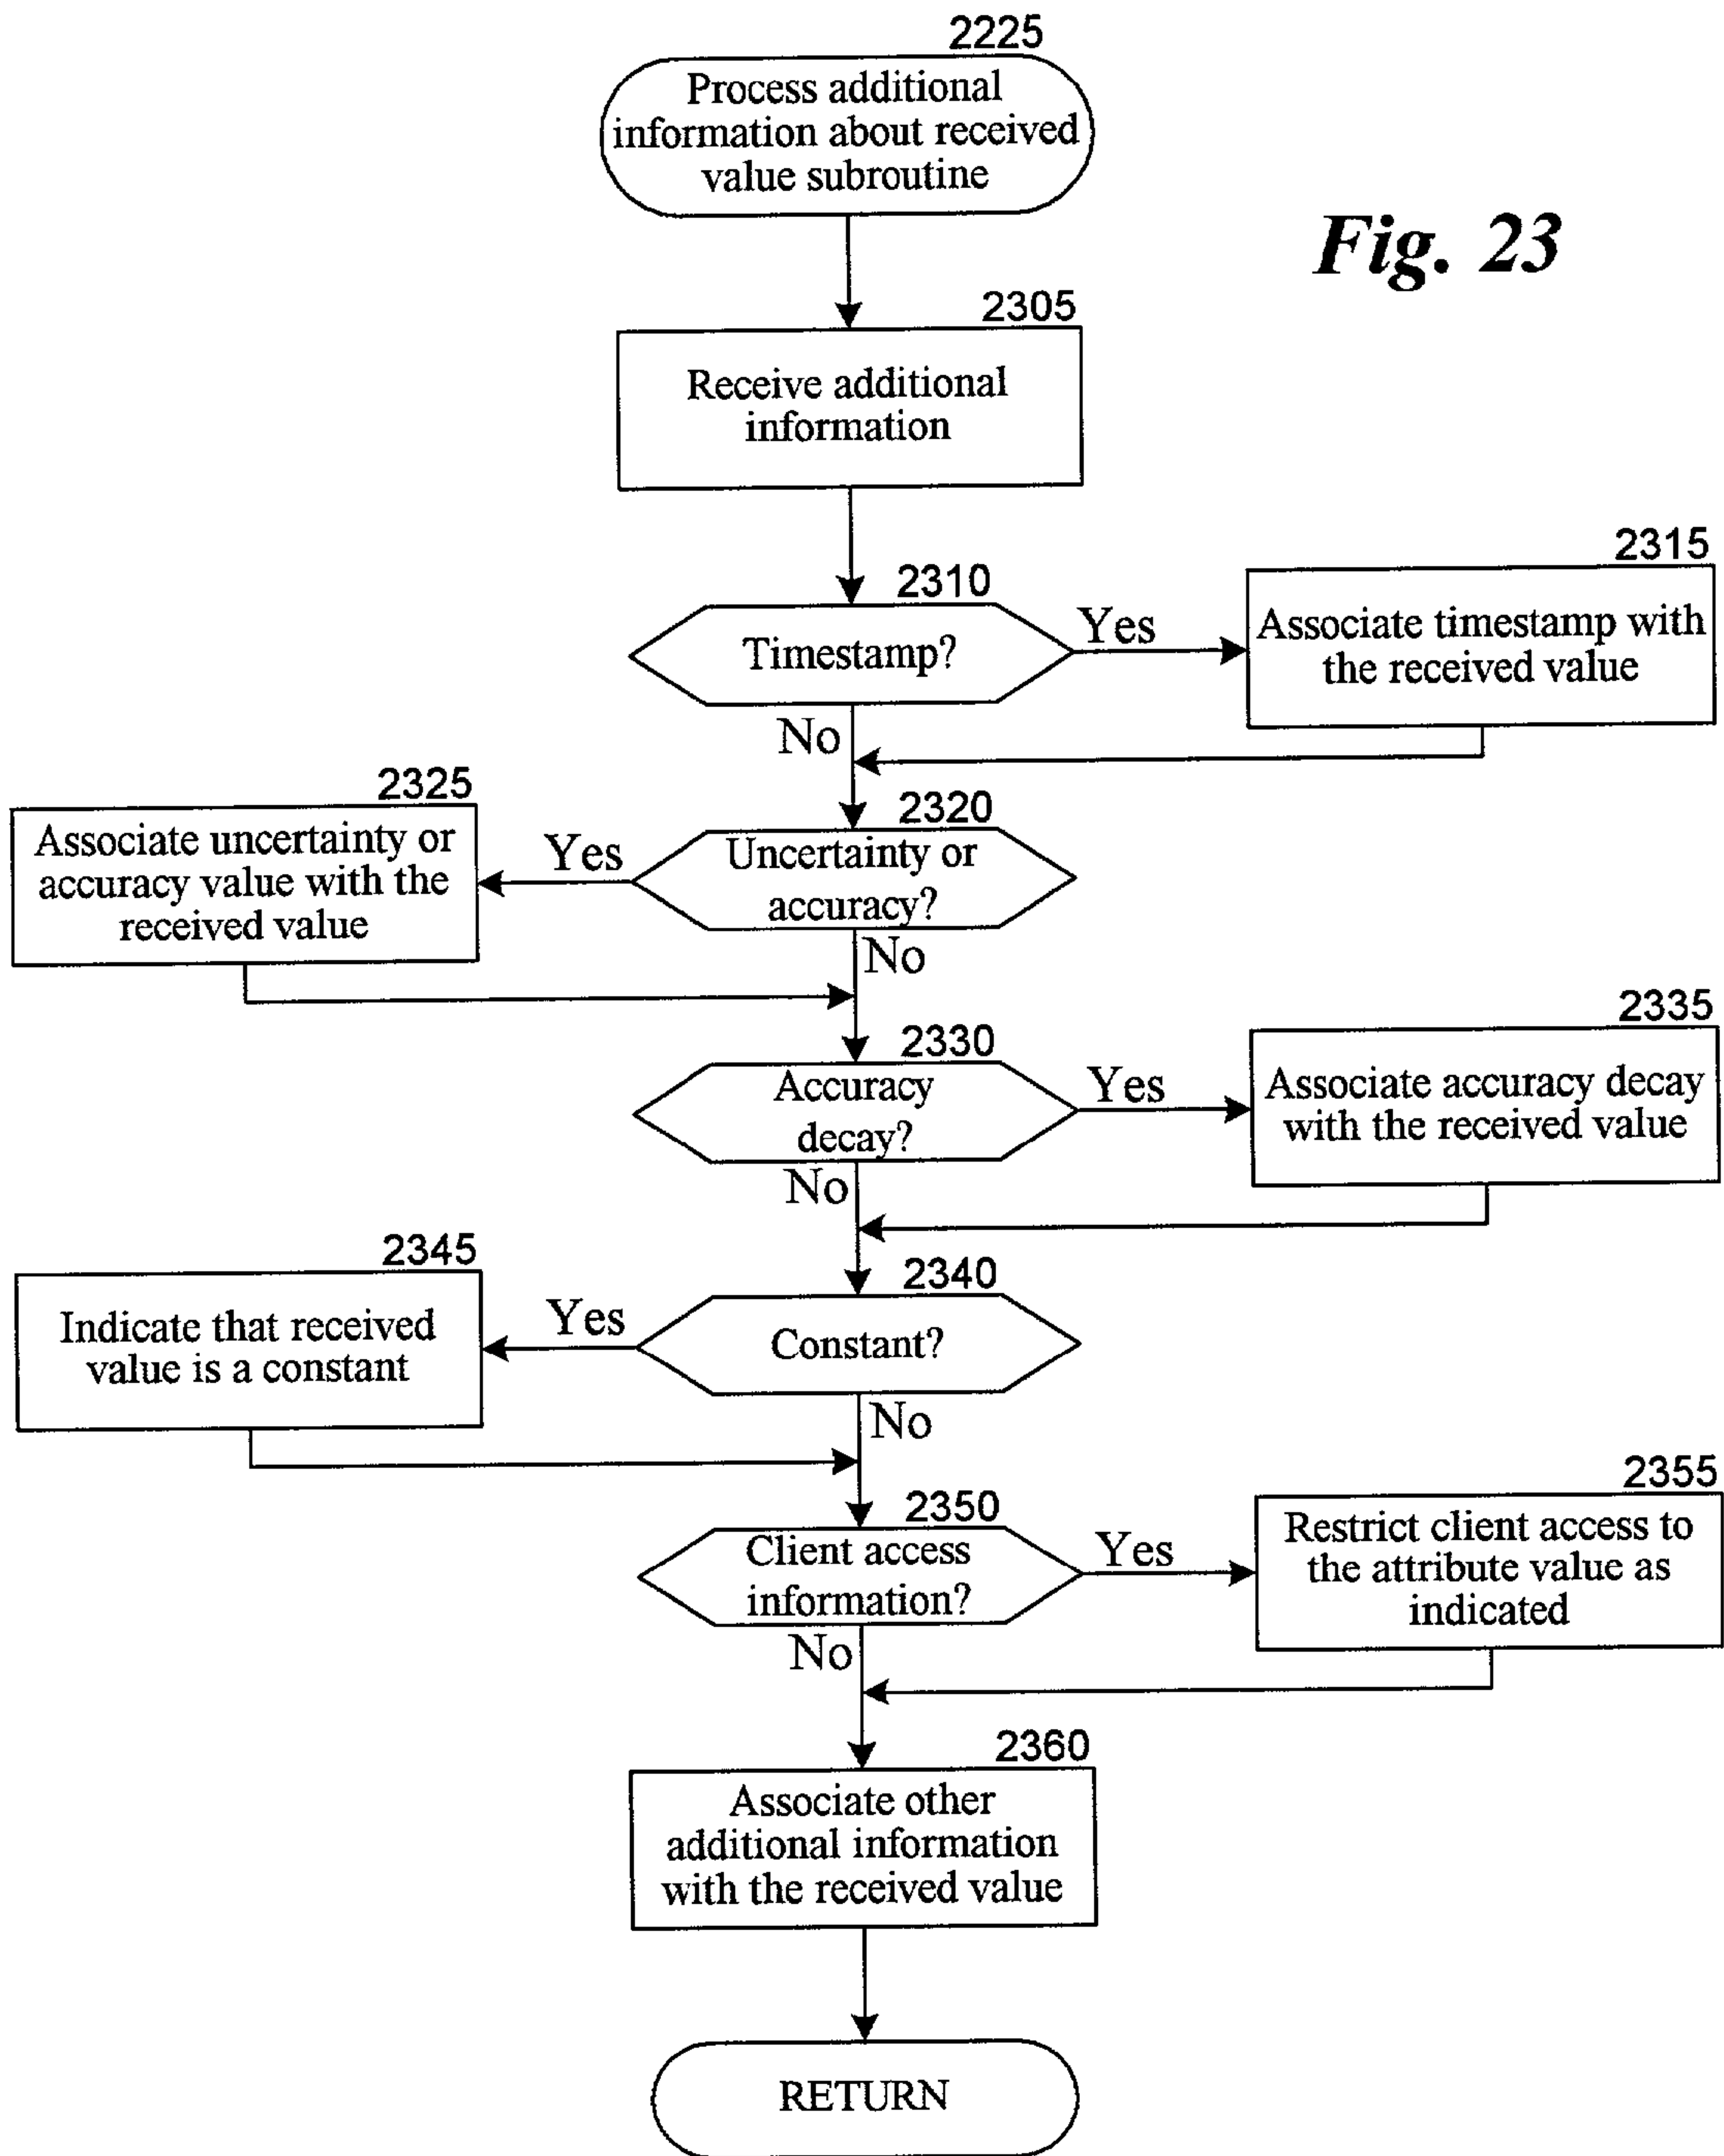 2225
Process additional
information about received
value subroutine
Fig. 23
2305
Receive additional
information
2310
Timestamp?
Yes
2315
Associate timestamp with
the received value
No
2320
Uncertainty or
accuracy?
Yes
2325
Associate uncertainty or
accuracy value with the
received value
No
2330
Accuracy
decay?
Yes
2335
Associate accuracy decay
with the received value
No
2340
Constant?
Yes
2345
Indicate that received
value is a constant
No
2350
Client access
information?
Yes
2355
Restrict client access to
the attribute value as
indicated
No
2360
Associate other
additional information
with the received value
RETURN